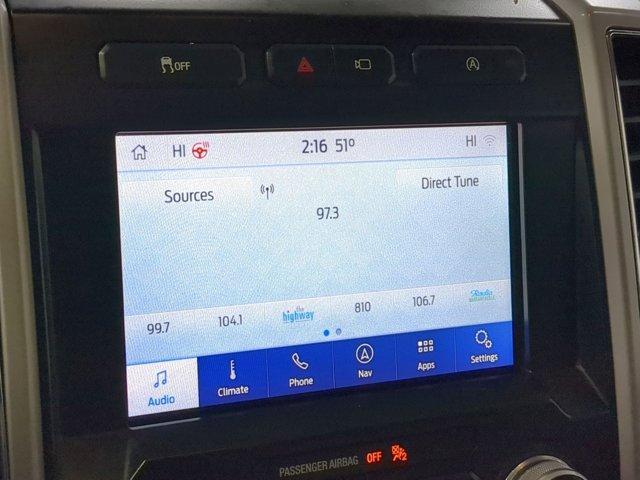 OFF
HI 2:16 51° HI
Sources Direct Tune
97.3
99.7 104.1 the highway 810 106.7
Audio Climate Phone Nav Apps Settings
PASSENGER AIRBAG OFF